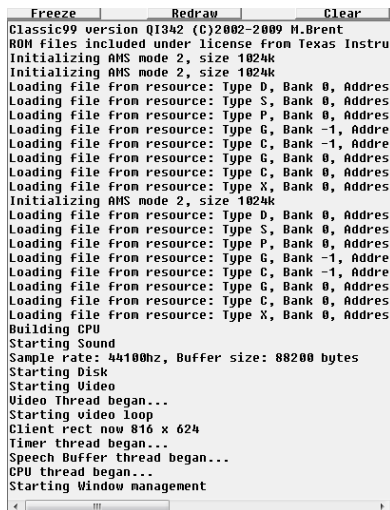 Freeze Redraw Clear
Classic99 version QI342 (C)2002-2009 M.Brent
ROM files included under license from Texas Instru
Initializing AMS mode 2, size 1024k
Initializing AMS mode 2, size 1024k
Loading file from resource: Type D, Bank 0, Addres
Loading file from resource: Type S, Bank 0, Addres
Loading file from resource: Type P, Bank 0, Addres
Loading file from resource: Type G, Bank -1, Addre
Loading file from resource: Type C, Bank -1, Addre
Loading file from resource: Type G, Bank 0, Addres
Loading file from resource: Type C, Bank 0, Addres
Loading file from resource: Type X, Bank 0, Addres
Initializing AMS mode 2, size 1024k
Loading file from resource: Type D, Bank 0, Addres
Loading file from resource: Type S, Bank 0, Addres
Loading file from resource: Type P, Bank 0, Addres
Loading file from resource: Type G, Bank -1, Addre
Loading file from resource: Type C, Bank -1, Addre
Loading file from resource: Type G, Bank 0, Addres
Loading file from resource: Type C, Bank 0, Addres
Loading file from resource: Type X, Bank 0, Addres
Building CPU
Starting Sound
Sample rate: 44100hz, Buffer size: 88200 bytes
Starting Disk
Starting Video
Video Thread began...
Starting video loop
Client rect now 816 x 624
Timer thread began...
Speech Buffer thread began...
CPU thread began...
Starting Window management